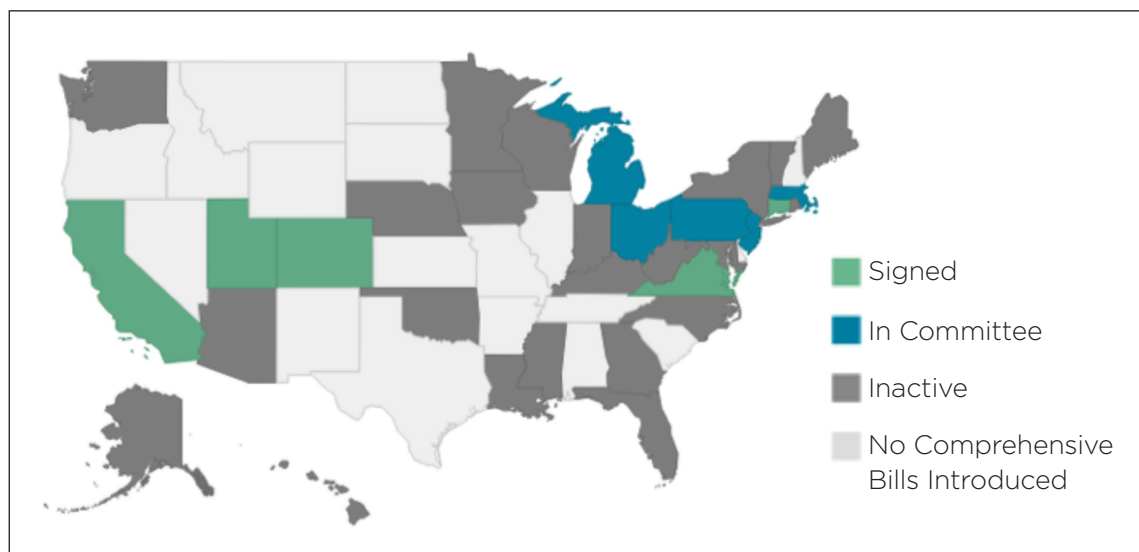 Signed
In Committee
Inactive
No Comprehensive
Bills Introduced